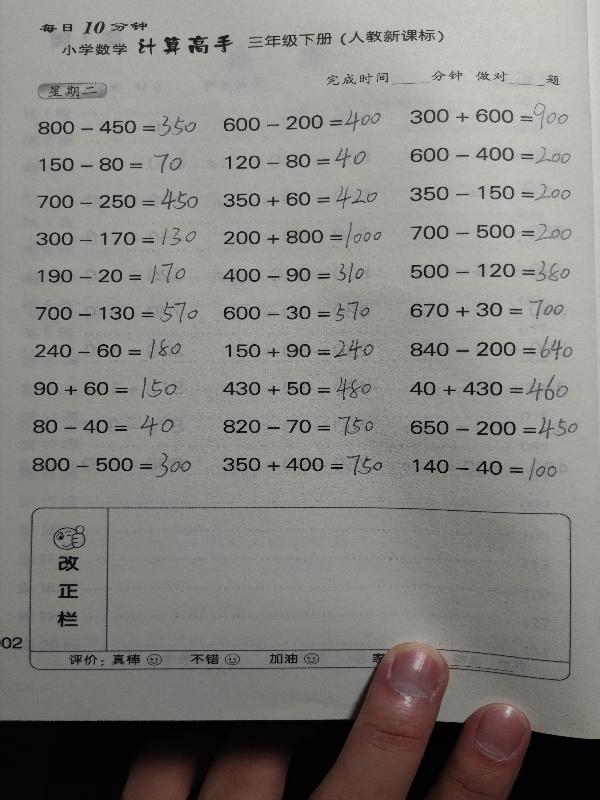 每日10分钟
小学数学 计算高手 三年级下册(人教新课标)
完成时间____分钟 做对____题
星期二
800-450=350 600-200=400 300+600=900
150-80=70 120-80=40 600-400=200
700-250=450 350+60=420 350-150=200
300-170=130 200+800=1000 700-500=200
190-20=170 400-90=310 500-120=380
700-130=570 600-30=570 670+30=700
240-60=180 150+90=240 840-200=640
90+60=150 430+50=480 40+430=460
80-40=40 820-70=750 650-200=450
800-500=300 350+400=750 140-40=100
改正栏
02
评价:真棒 不错 加油